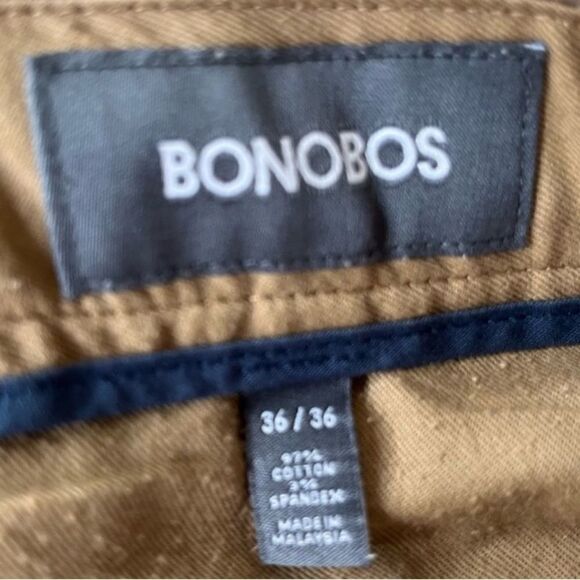 BONOBOS
36 / 36
97%
COTTON
3%
SPANDEX
MADE IN
MALAYSIA